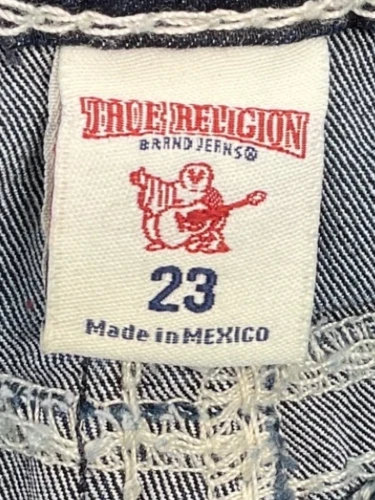 TRUE RELIGION
BRAND JEANS®
23
Made in MEXICO